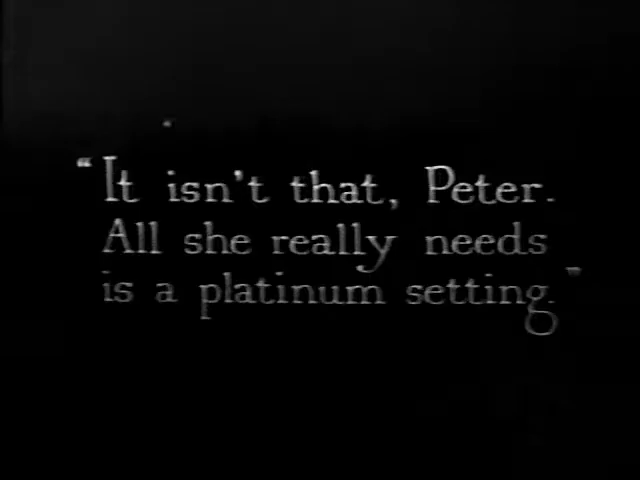 “It isn't that, Peter.
All she really needs
is a platinum setting.”